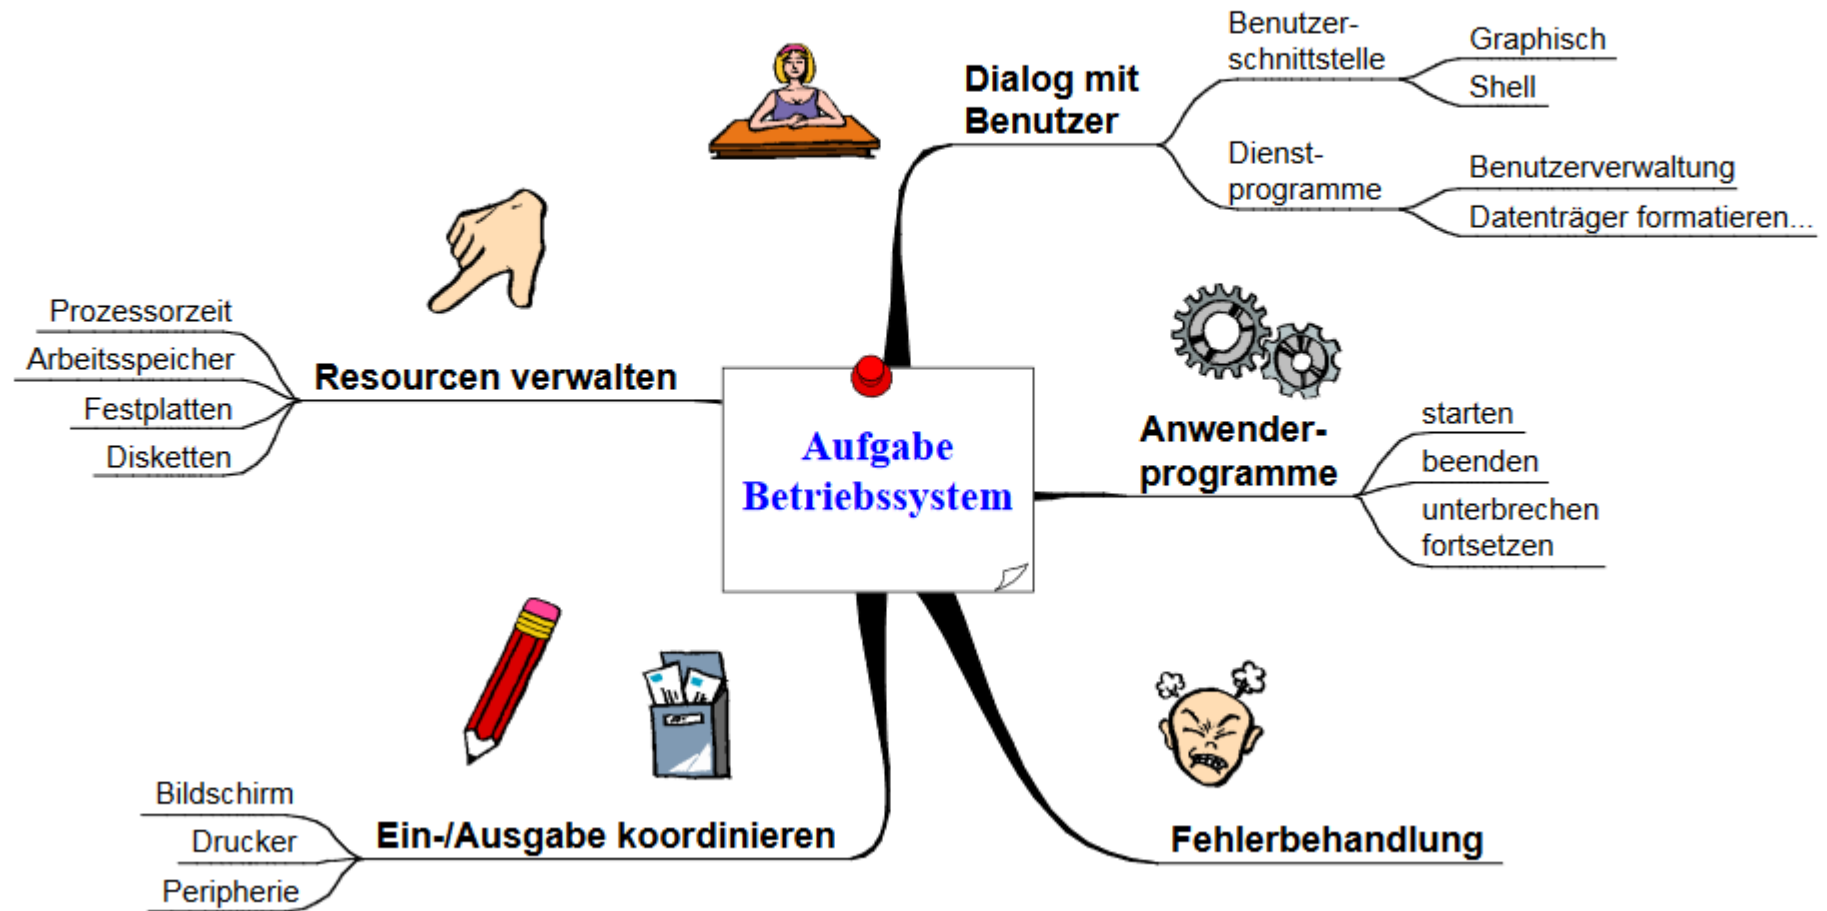 Aufgabe
Betriebssystem
Dialog mit
Benutzer
Benutzer-
schnittstelle
Graphisch
Shell
Dienst-
programme
Benutzerverwaltung
Datenträger formatieren...
Anwender-
programme
starten
beenden
unterbrechen
fortsetzen
Fehlerbehandlung
Ein-/Ausgabe koordinieren
Bildschirm
Drucker
Peripherie
Resourcen verwalten
Prozessorzeit
Arbeitsspeicher
Festplatten
Disketten